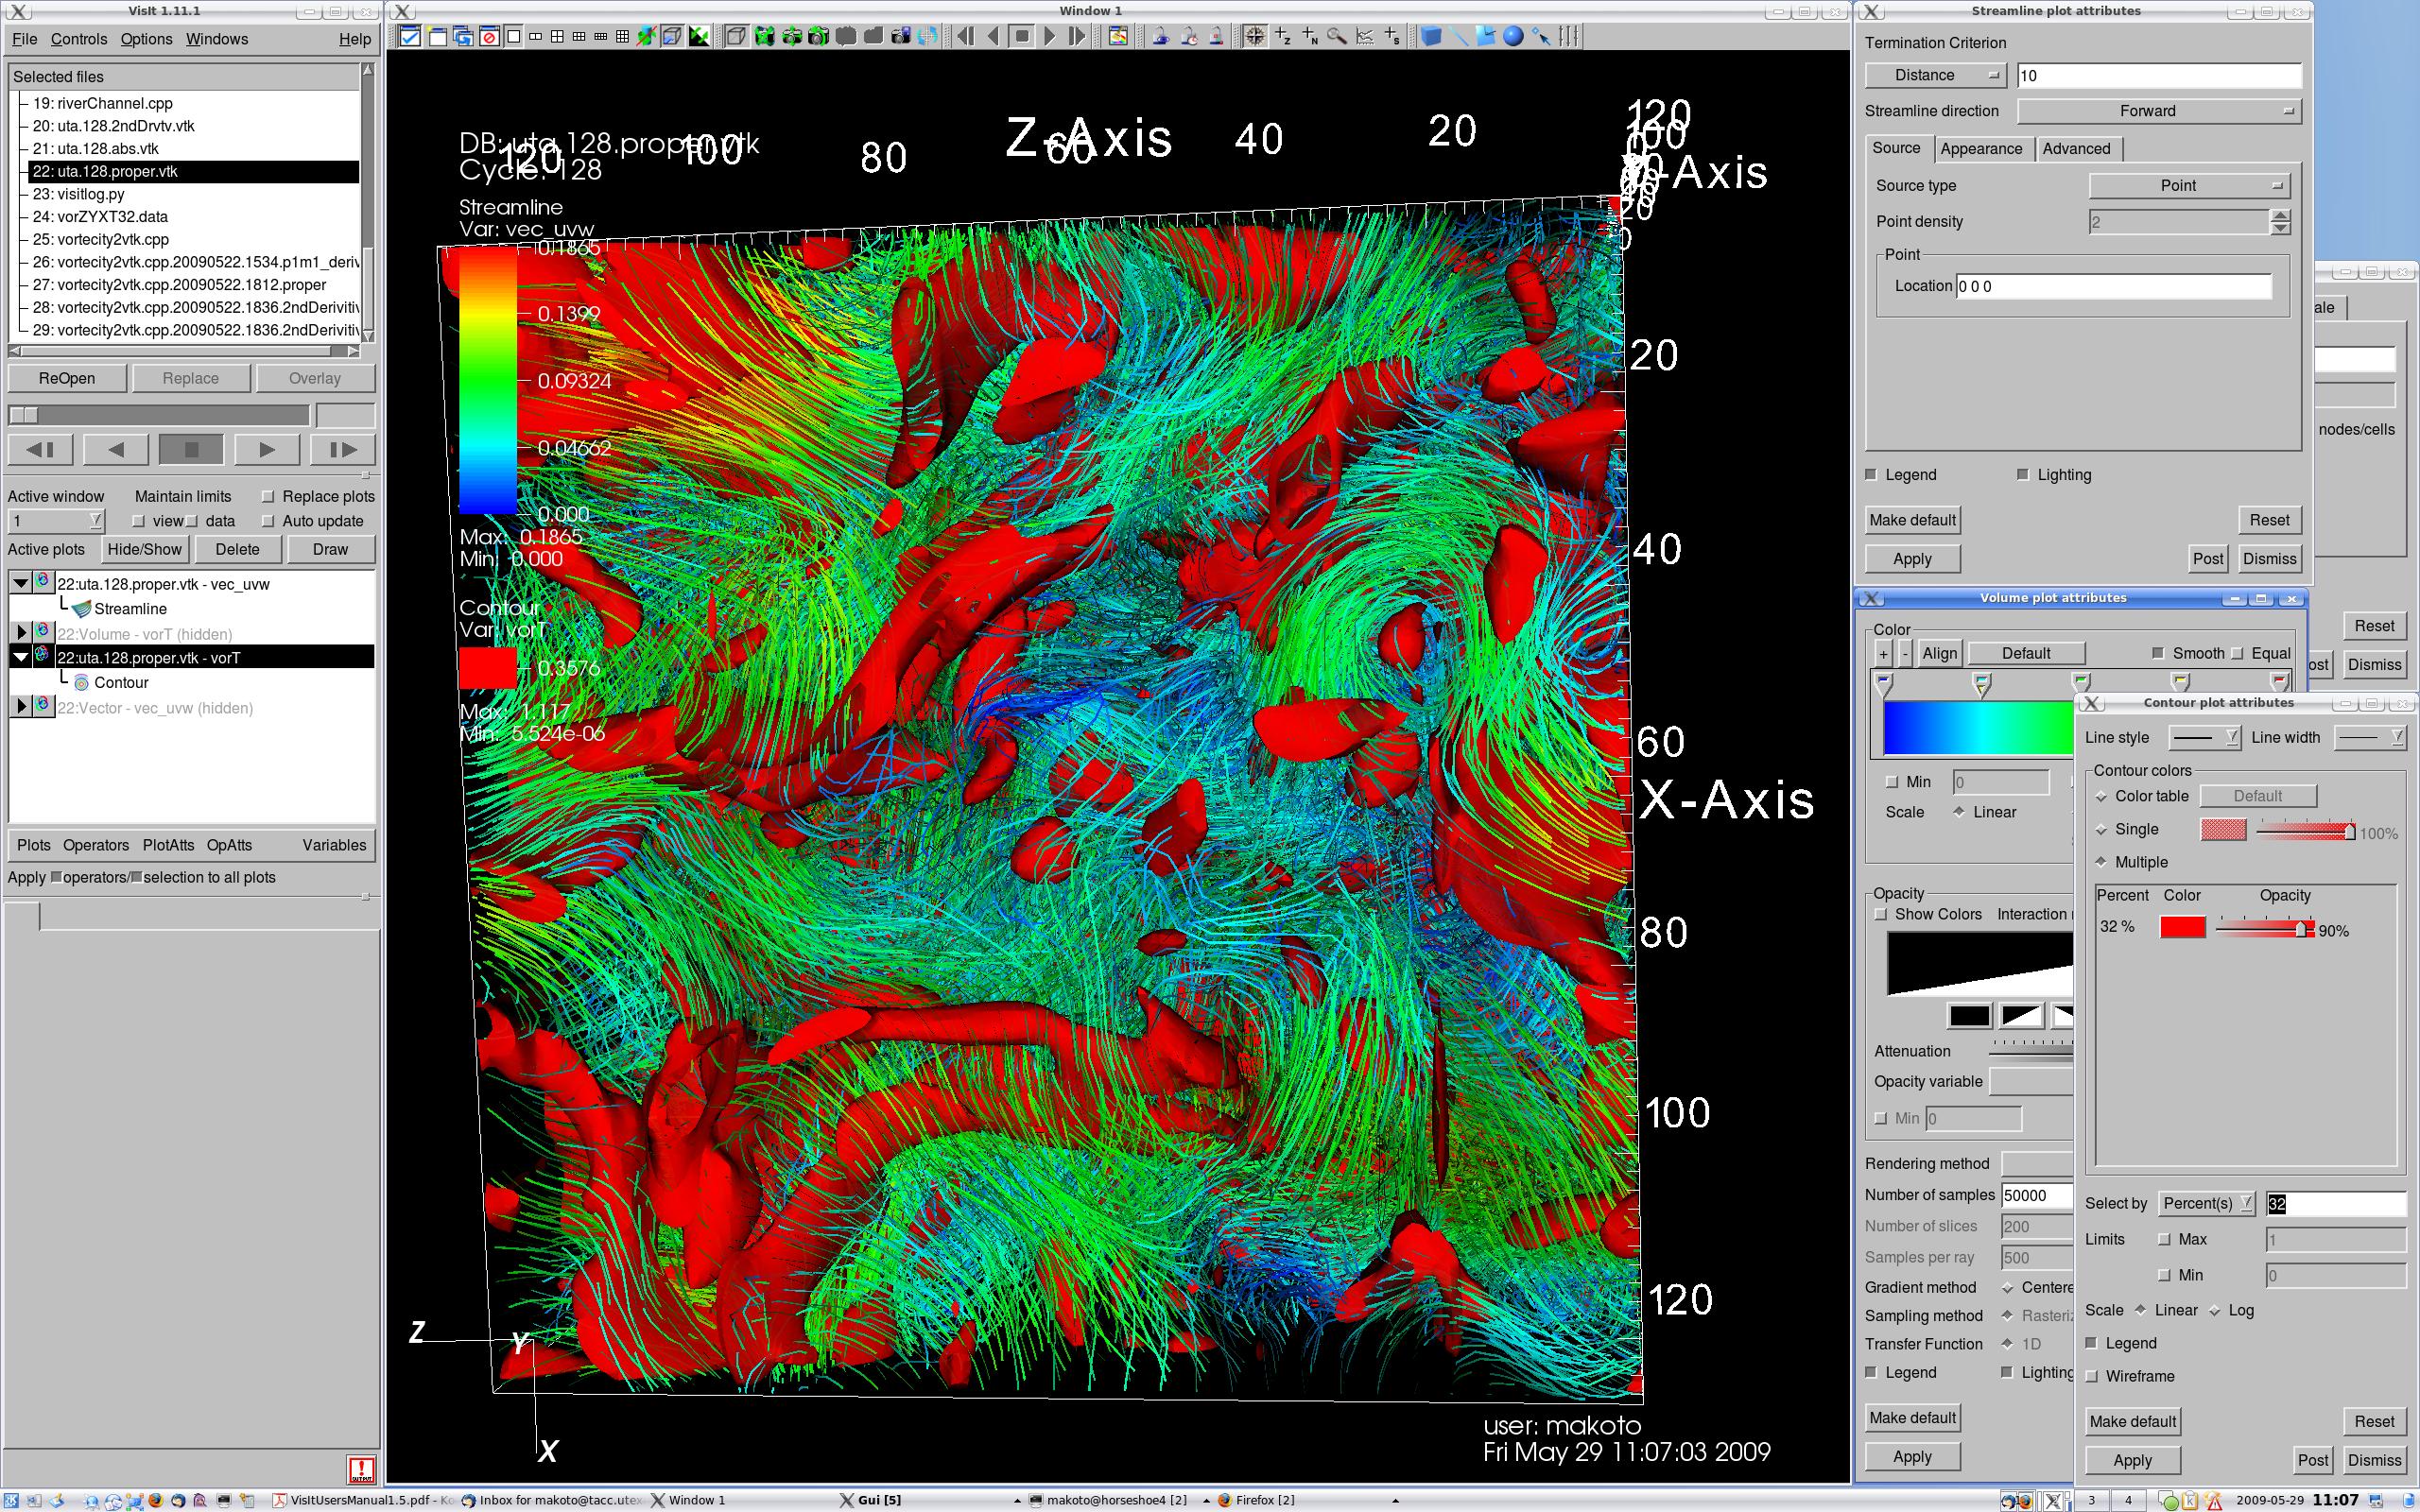 VisIt 1.11.1
File Controls Options Windows Help
Selected files
19: riverChannel.cpp
20: uta.128.2ndDrvtv.vtk
21: uta.128.abs.vtk
22: uta.128.proper.vtk
23: visitlog.py
24: vorZYXT32.data
25: vortecity2vtk.cpp
26: vortecity2vtk.cpp.20090522.1534.p1m1_deriv
27: vortecity2vtk.cpp.20090522.1812.proper
28: vortecity2vtk.cpp.20090522.1836.2ndDerivitiv
29: vortecity2vtk.cpp.20090522.1836.2ndDerivitiv
ReOpen Replace Overlay
Active window Maintain limits Replace plots
1 view data Auto update
Active plots Hide/Show Delete Draw
22:uta.128.proper.vtk - vec_uvw
Streamline
22:Volume - vorT (hidden)
22:uta.128.proper.vtk - vorT
Contour
22:Vector - vec_uvw (hidden)
Plots Operators PlotAtts OpAtts Variables
Apply operators/ selection to all plots
Window 1
DB: uta.128.proper.vtk
Cycle: 128
120 100 80 60 40 20
Z-Axis
120
100
Y-Axis
20
0
Streamline
Var: vec_uvw
0.1865
0.1399
0.09324
0.04662
0.000
Max: 0.1865
Min: 0.000
Contour
Var: vorT
0.3576
Max: 1.117
Min: 5.524e-06
20
40
60
X-Axis
80
100
120
Z
Y
X
user: makoto
Fri May 29 11:07:03 2009
Streamline plot attributes
Termination Criterion
Distance 10
Streamline direction Forward
Source Appearance Advanced
Source type Point
Point density 2
Point
Location 0 0 0
Legend Lighting
Make default Reset
Apply Post Dismiss
ale
nodes/cells
Reset
ost Dismiss
Volume plot attributes
Color
+ - Align Default Smooth Equal
Min 0
Scale Linear
Opacity
Show Colors Interaction
Attenuation
Opacity variable
Min 0
Rendering method
Number of samples 50000
Number of slices 200
Samples per ray 500
Gradient method Centere
Sampling method Rasteriz
Transfer Function 1D
Legend Lighting
Make default
Apply
Contour plot attributes
Line style Line width
Contour colors
Color table Default
Single 100%
Multiple
Percent Color Opacity
32 % 90%
Select by Percent(s) 32
Limits Max 1
Min 0
Scale Linear Log
Legend
Wireframe
Make default Reset
Apply Post Dismiss
VisItUsersManual1.5.pdf - Inbox for makoto@tacc.utex Window 1 Gui [5] makoto@horseshoe4 [2] Firefox [2] 3 4 2009-05-29 11:07